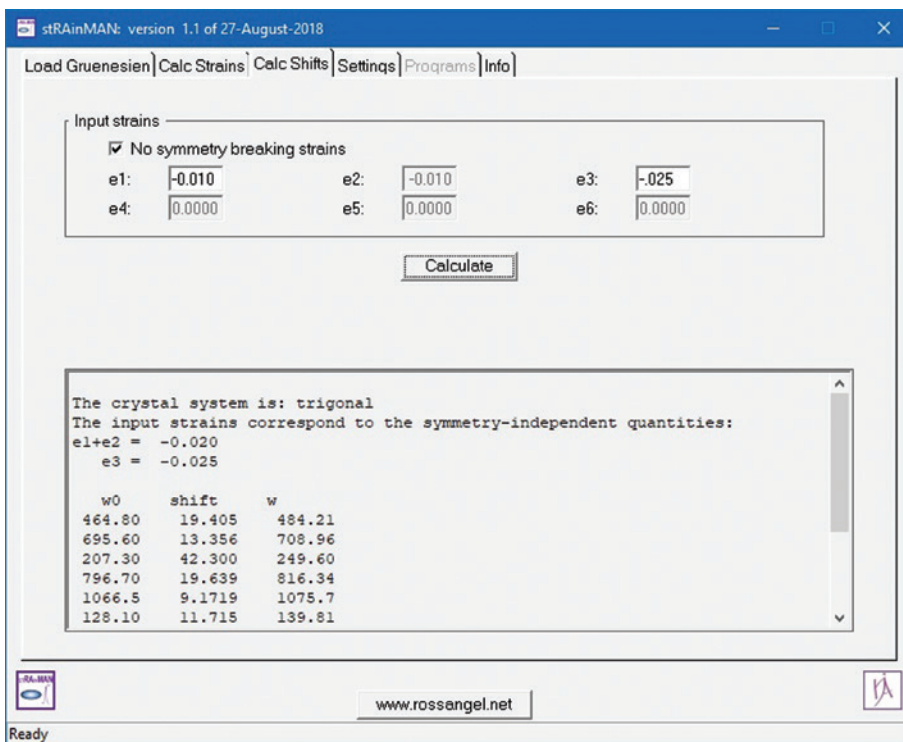 stRAinMAN: version 1.1 of 27-August-2018
Load Gruenesien Calc Strains Calc Shifts Settings Programs Info
Input strains
No symmetry breaking strains
e1: -0.010 e2: -0.010 e3: -.025
e4: 0.0000 e5: 0.0000 e6: 0.0000
Calculate
The crystal system is: trigonal
The input strains correspond to the symmetry-independent quantities:
e1+e2 = -0.020
e3 = -0.025
w0 shift w
464.80 19.405 484.21
695.60 13.356 708.96
207.30 42.300 249.60
796.70 19.639 816.34
1066.5 9.1719 1075.7
128.10 11.715 139.81
stRAinMAN
www.rossangel.net
Ready